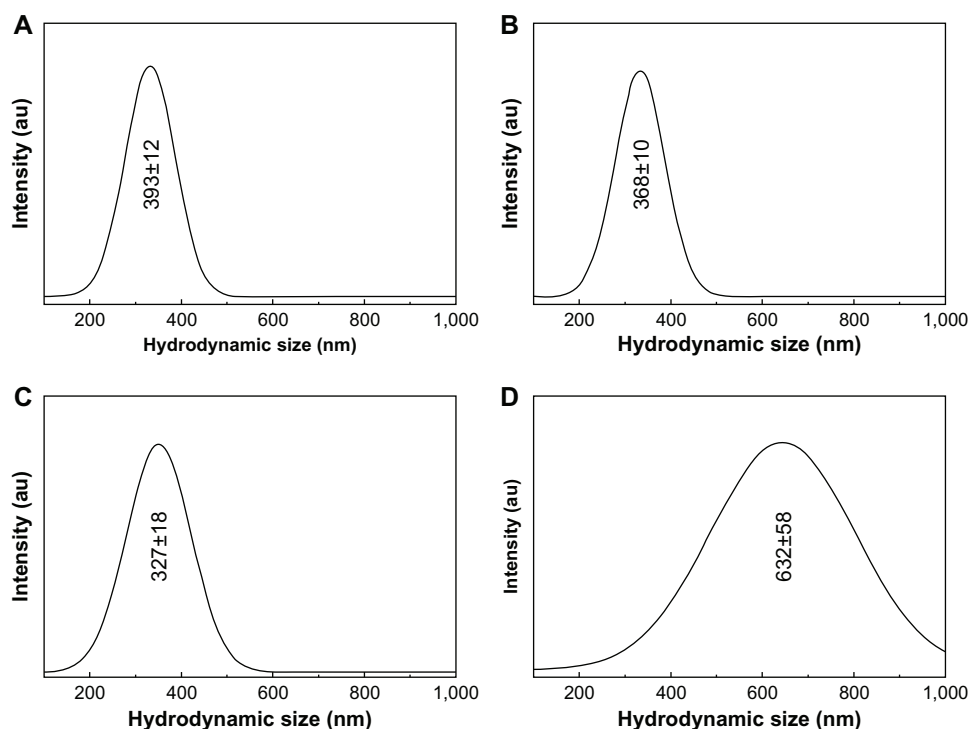 A
Intensity (au)
393±12
200 400 600 800 1,000
Hydrodynamic size (nm)
B
Intensity (au)
368±10
200 400 600 800 1,000
Hydrodynamic size (nm)
C
Intensity (au)
327±18
200 400 600 800 1,000
Hydrodynamic size (nm)
D
Intensity (au)
632±58
200 400 600 800 1,000
Hydrodynamic size (nm)